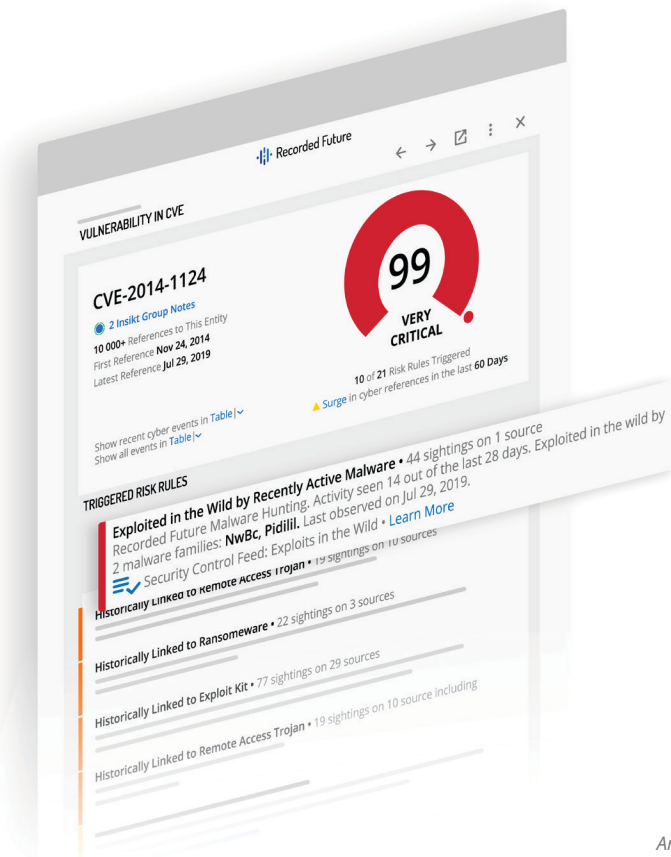 Recorded Future
VULNERABILITY IN CVE
CVE-2014-1124
2 Insikt Group Notes
10 000+ References to This Entity
First Reference Nov 24, 2014
Latest Reference Jul 29, 2019
Show recent cyber events in Table
Show all events in Table
99
VERY
CRITICAL
10 of 21 Risk Rules Triggered
Surge in cyber references in the last 60 Days
TRIGGERED RISK RULES
Exploited in the Wild by Recently Active Malware • 44 sightings on 1 source
Recorded Future Malware Hunting. Activity seen 14 out of the last 28 days. Exploited in the wild by
2 malware families: NwBc, Pidilil. Last observed on Jul 29, 2019.
Security Control Feed: Exploits in the Wild • Learn More
Historically Linked to Remote Access Trojan • 19 sightings on 10 sources
Historically Linked to Ransomeware • 22 sightings on 3 sources
Historically Linked to Exploit Kit • 77 sightings on 29 sources
Historically Linked to Remote Access Trojan • 19 sightings on 10 source including